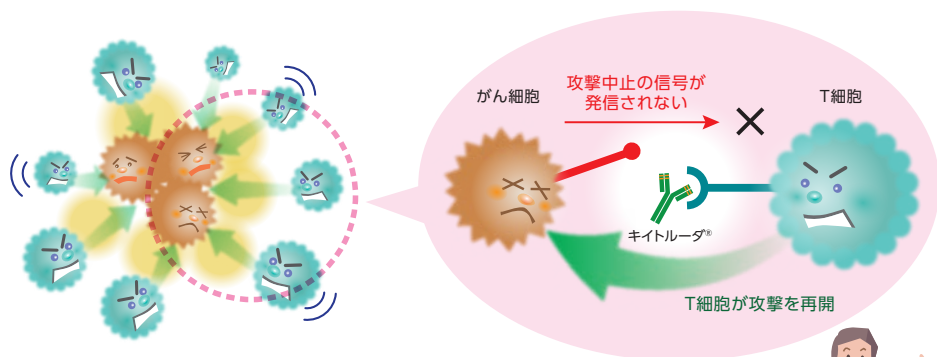 がん細胞
攻撃中止の信号が
発信されない
T細胞
キイトルーダ®
T細胞が攻撃を再開